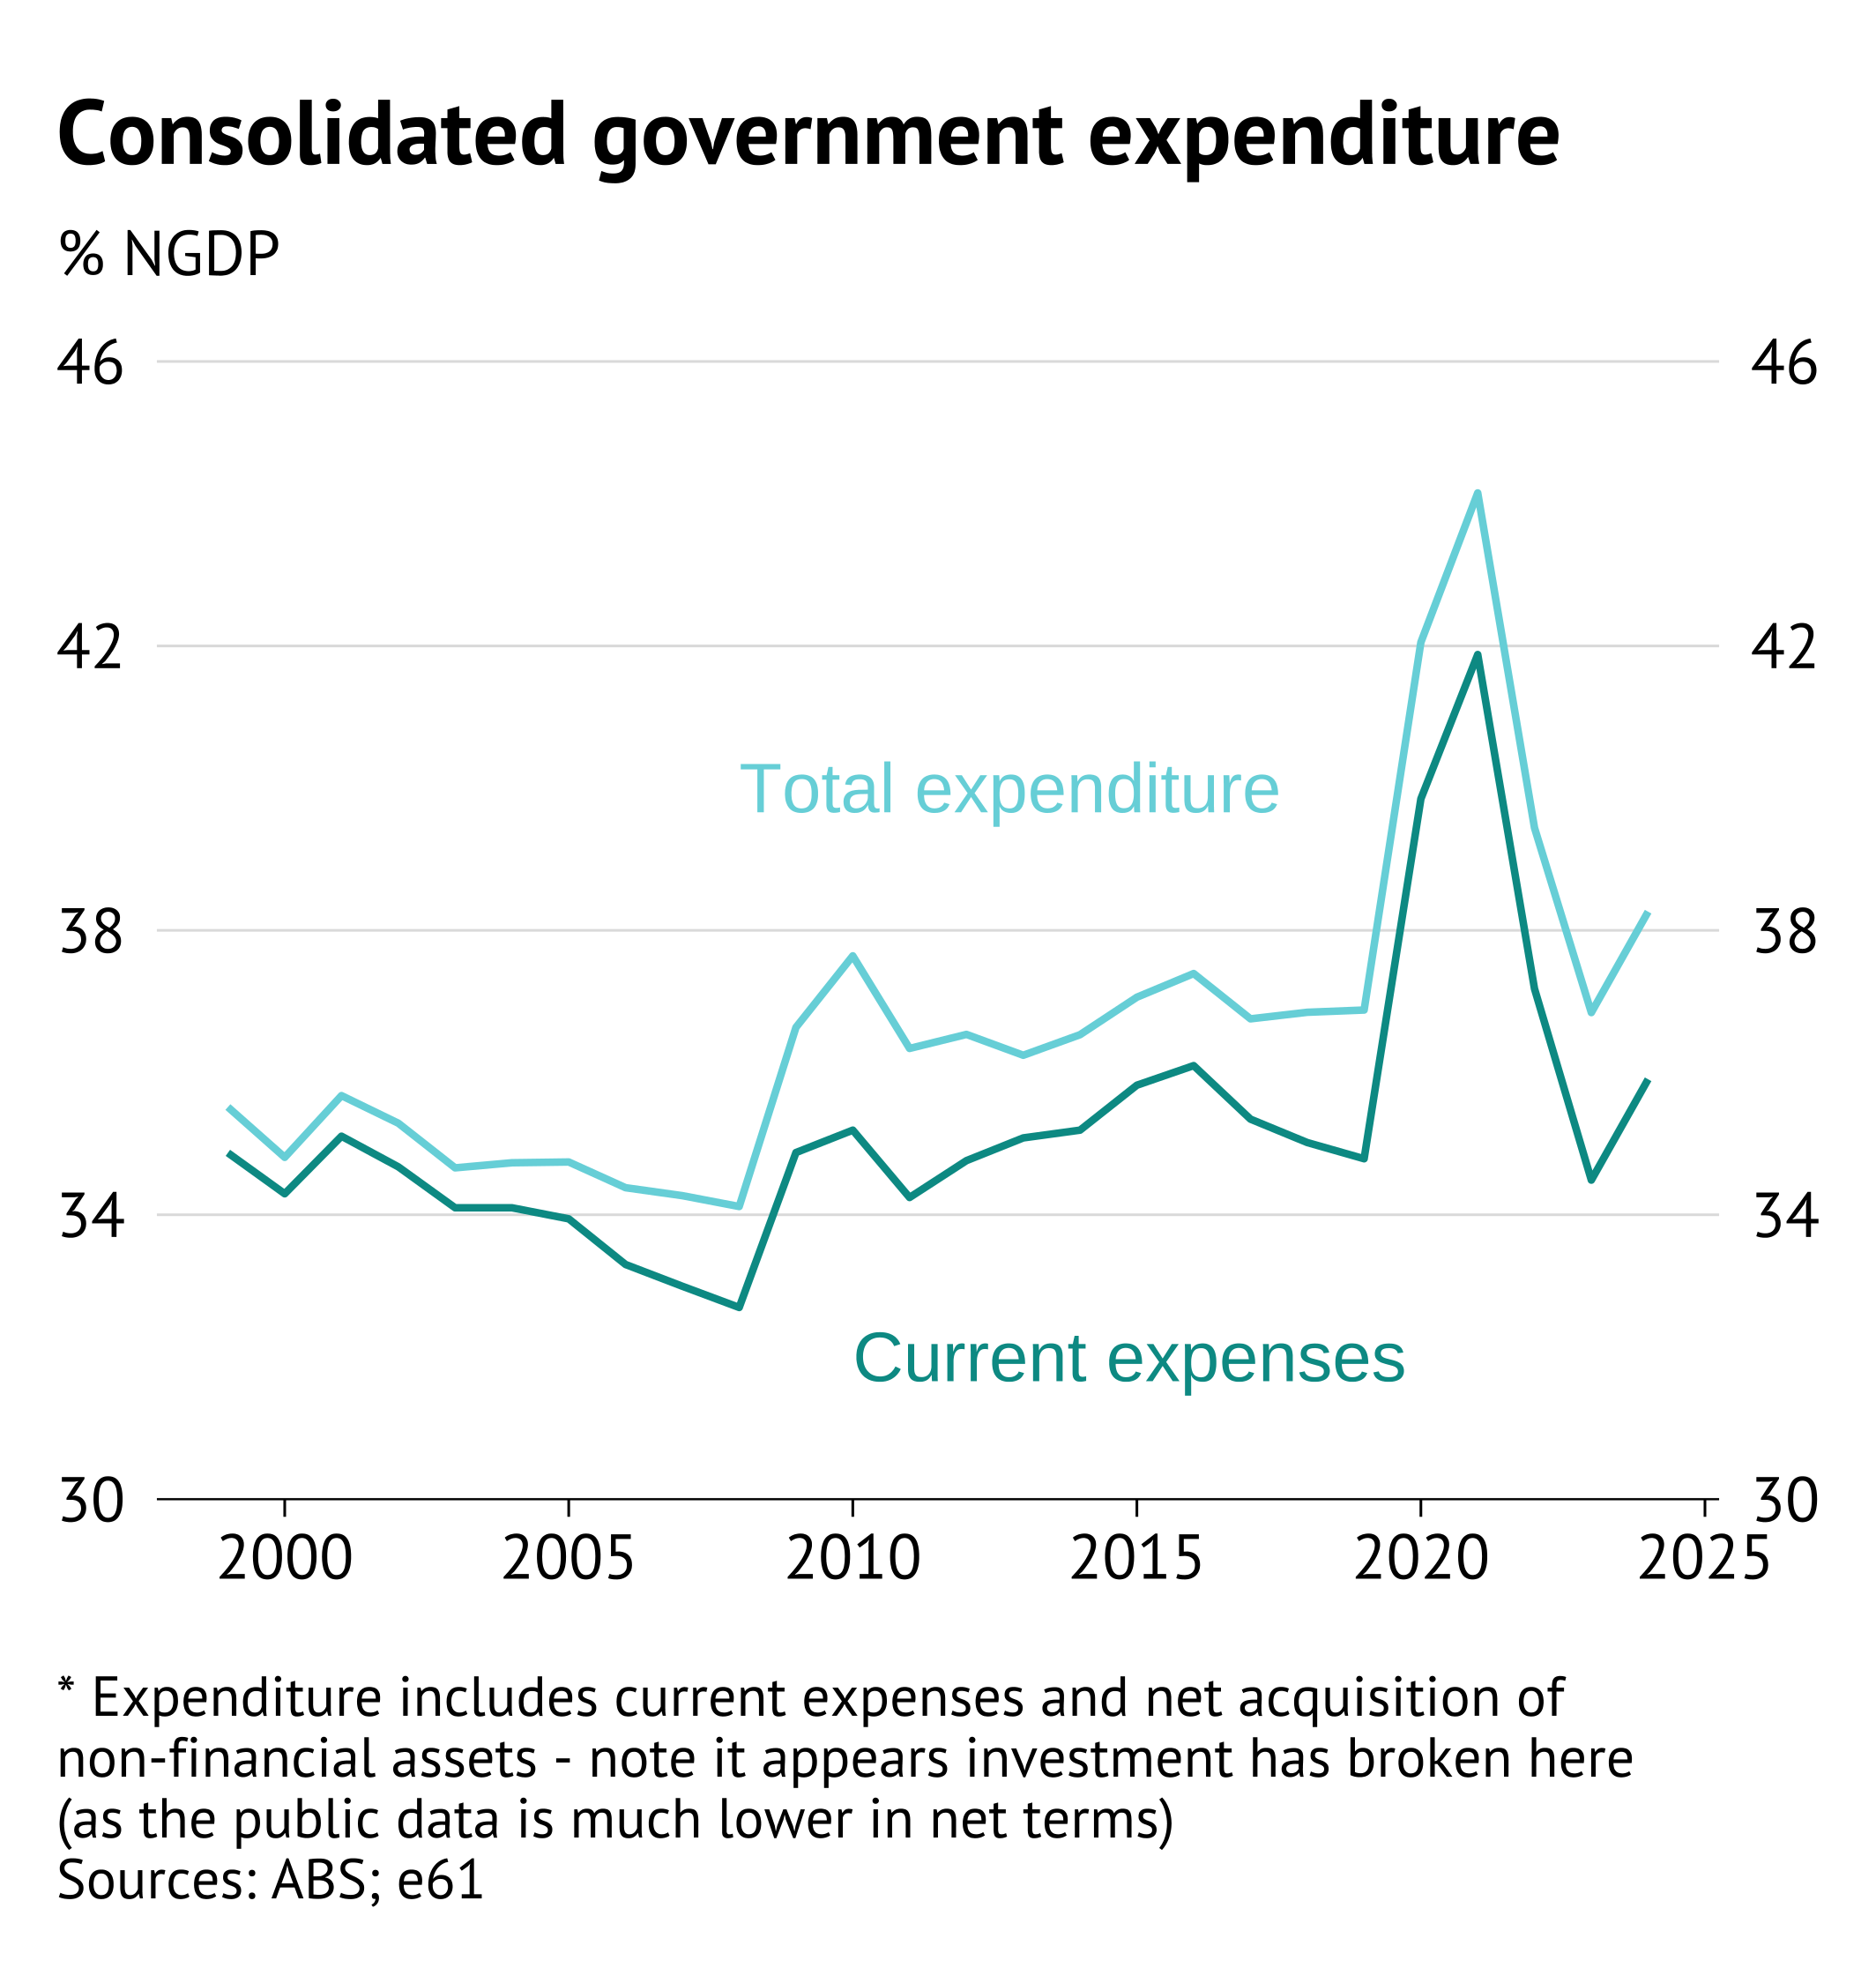 Consolidated government expenditure
% NGDP
46 46
42 42
Total expenditure
38 38
34 34
Current expenses
30 30
2000 2005 2010 2015 2020 2025
* Expenditure includes current expenses and net acquisition of
non-financial assets - note it appears investment has broken here
(as the public data is much lower in net terms)
Sources: ABS; e61